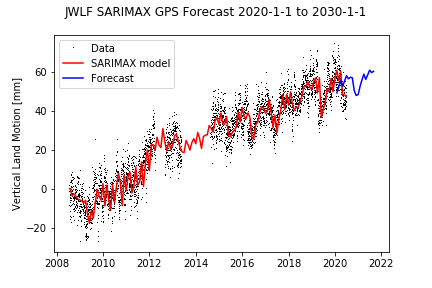 JWLF SARIMAX GPS Forecast 2020-1-1 to 2030-1-1
Data
SARIMAX model
Forecast
Vertical Land Motion [mm]
60
40
20
0
−20
2008
2010
2012
2014
2016
2018
2020
2022